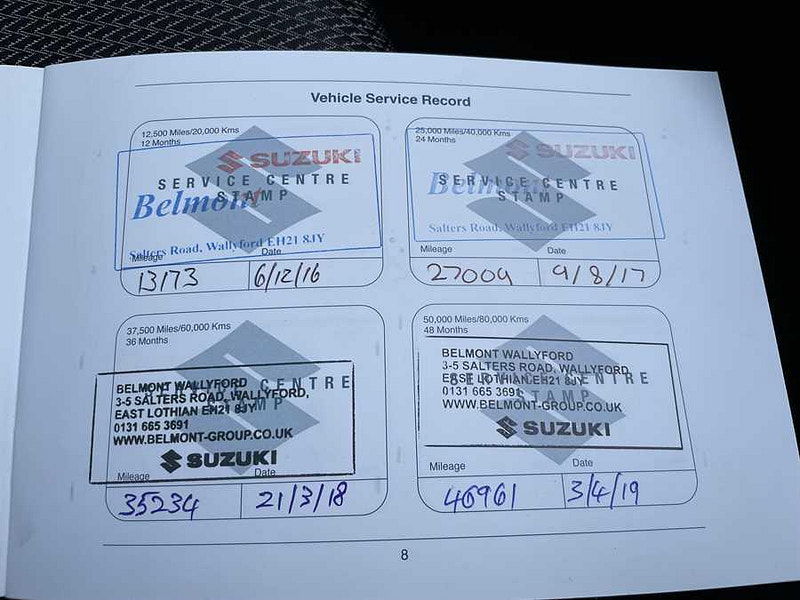 Vehicle Service Record
12,500 Miles/20,000 Kms
12 Months
SUZUKI
SERVICE CENTRE
STAMP
Belmont
Salters Road, Wallyford EH21 8JY
Mileage
Date
13173
6/12/16
25,000 Miles/40,000 Kms
24 Months
SUZUKI
SERVICE CENTRE
STAMP
Belmont
Salters Road, Wallyford EH21 8JY
Mileage
Date
27009
9/8/17
37,500 Miles/60,000 Kms
36 Months
SERVICE CENTRE
STAMP
BELMONT WALLYFORD
3-5 SALTERS ROAD, WALLYFORD,
EAST LOTHIAN EH21 8JY
0131 665 3691
WWW.BELMONT-GROUP.CO.UK
SUZUKI
Mileage
Date
35234
21/3/18
50,000 Miles/80,000 Kms
48 Months
SERVICE CENTRE
STAMP
BELMONT WALLYFORD
3-5 SALTERS ROAD, WALLYFORD,
EAST LOTHIAN EH21 8JY
0131 665 3691
WWW.BELMONT-GROUP.CO.UK
SUZUKI
Mileage
Date
46961
3/4/19
8